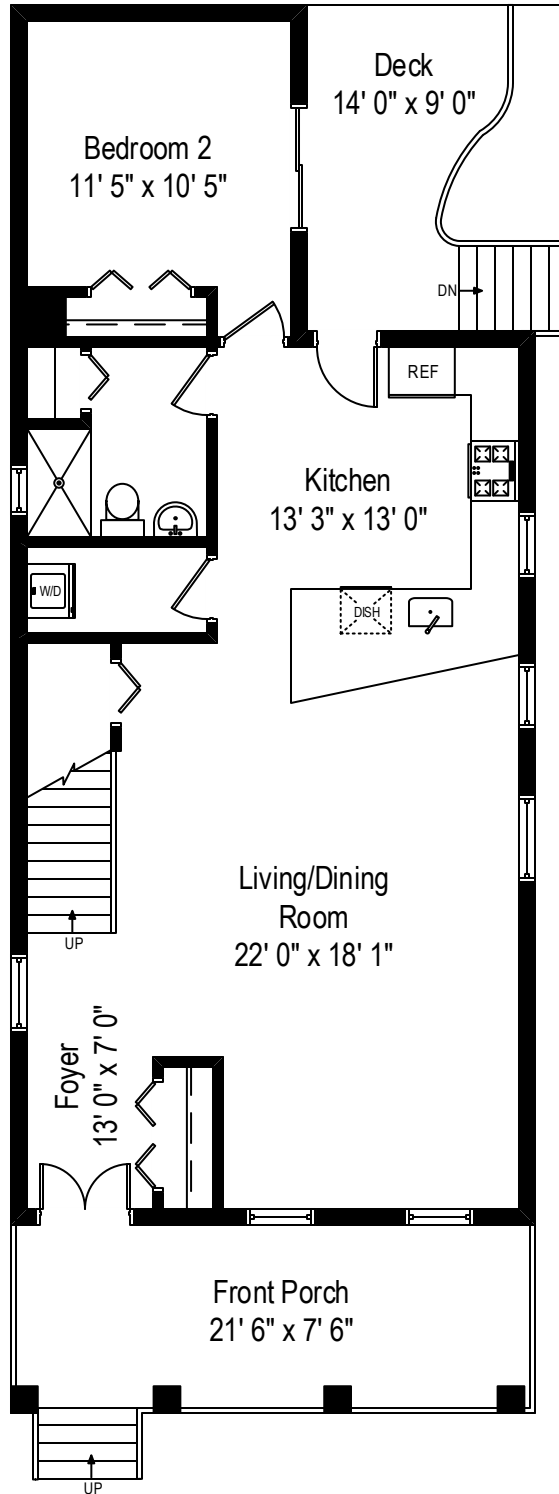 Deck
14' 0" x 9' 0"
Bedroom 2
11' 5" x 10' 5"
DN
REF
Kitchen
13' 3" x 13' 0"
W/D
DISH
Living/Dining
Room
22' 0" x 18' 1"
UP
Foyer
13' 0" x 7' 0"
Front Porch
21' 6" x 7' 6"
UP